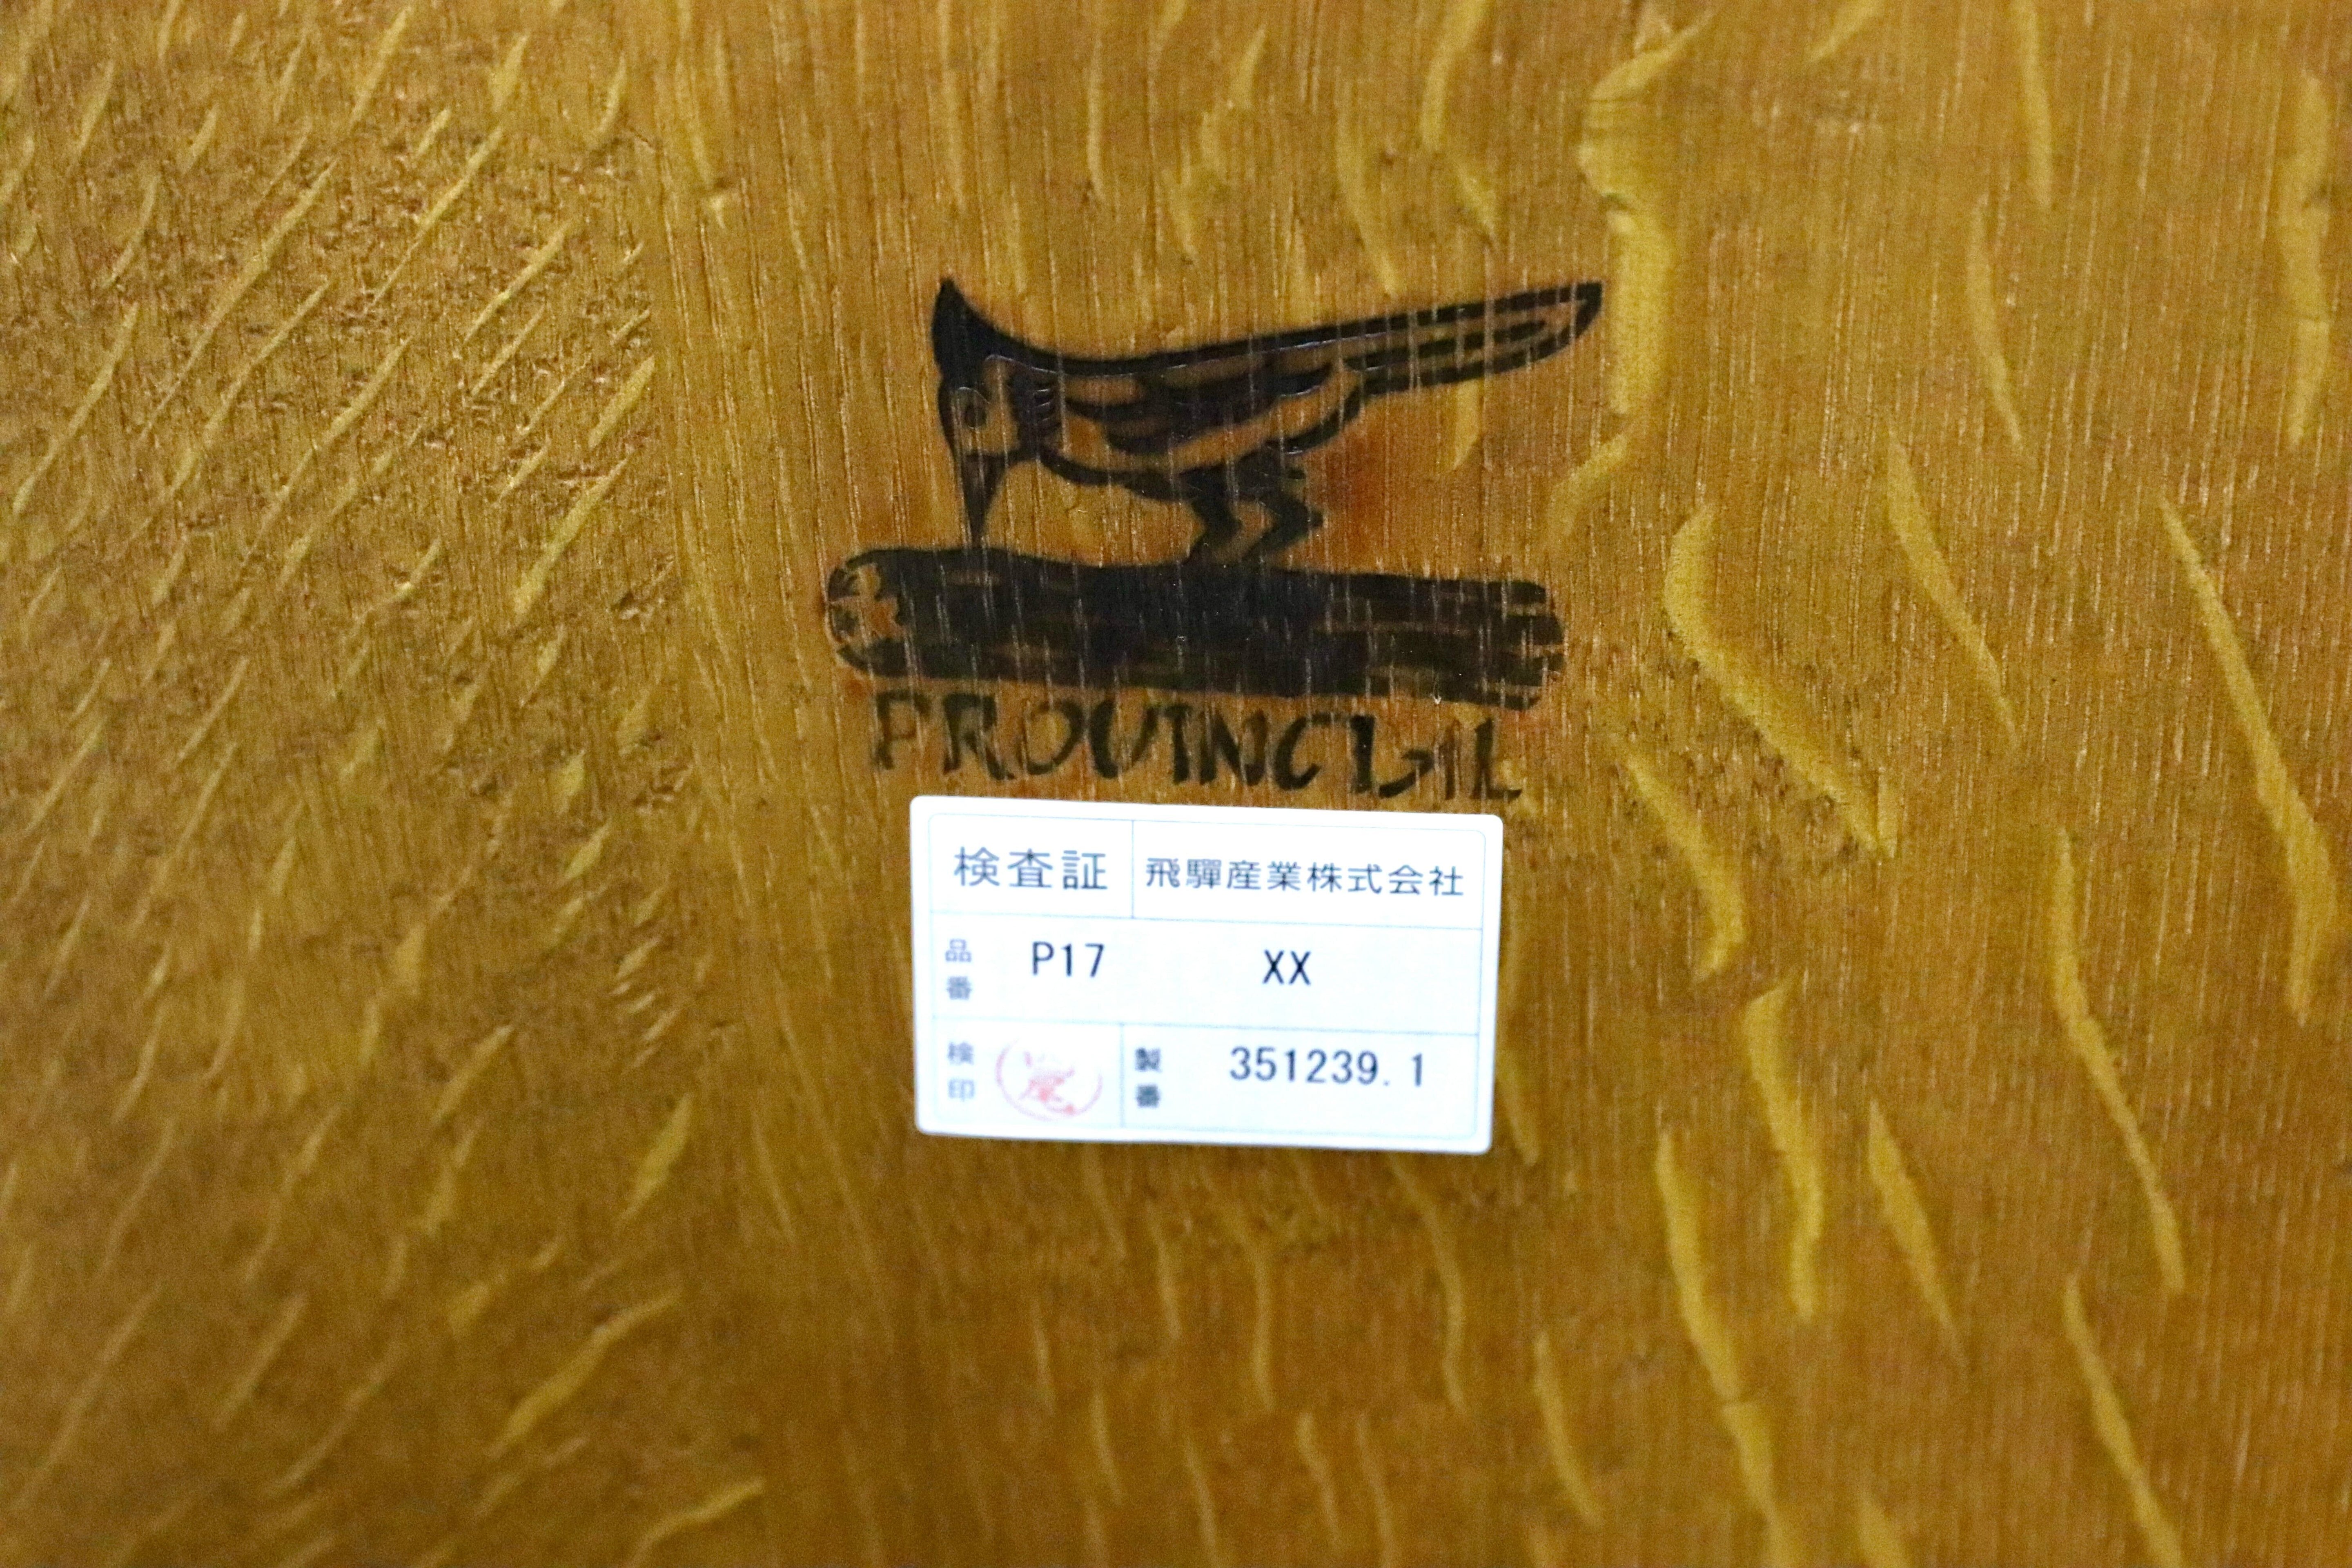 PROVINCIAL
検査証 飛騨産業株式会社
品番 P17 XX
検印 製番 351239.1